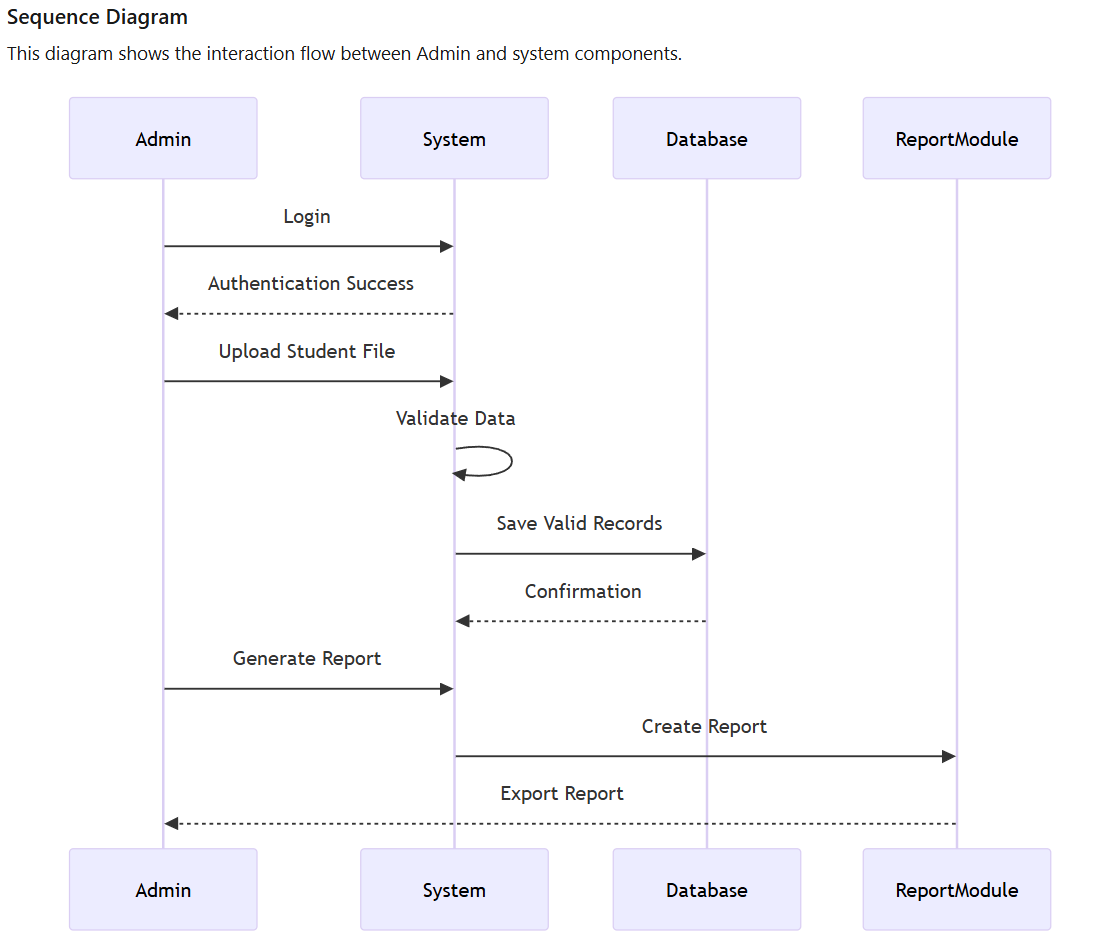 Sequence Diagram
This diagram shows the interaction flow between Admin and system components.
Admin
System
Database
ReportModule
Login
Authentication Success
Upload Student File
Validate Data
Save Valid Records
Confirmation
Generate Report
Create Report
Export Report
Admin
System
Database
ReportModule